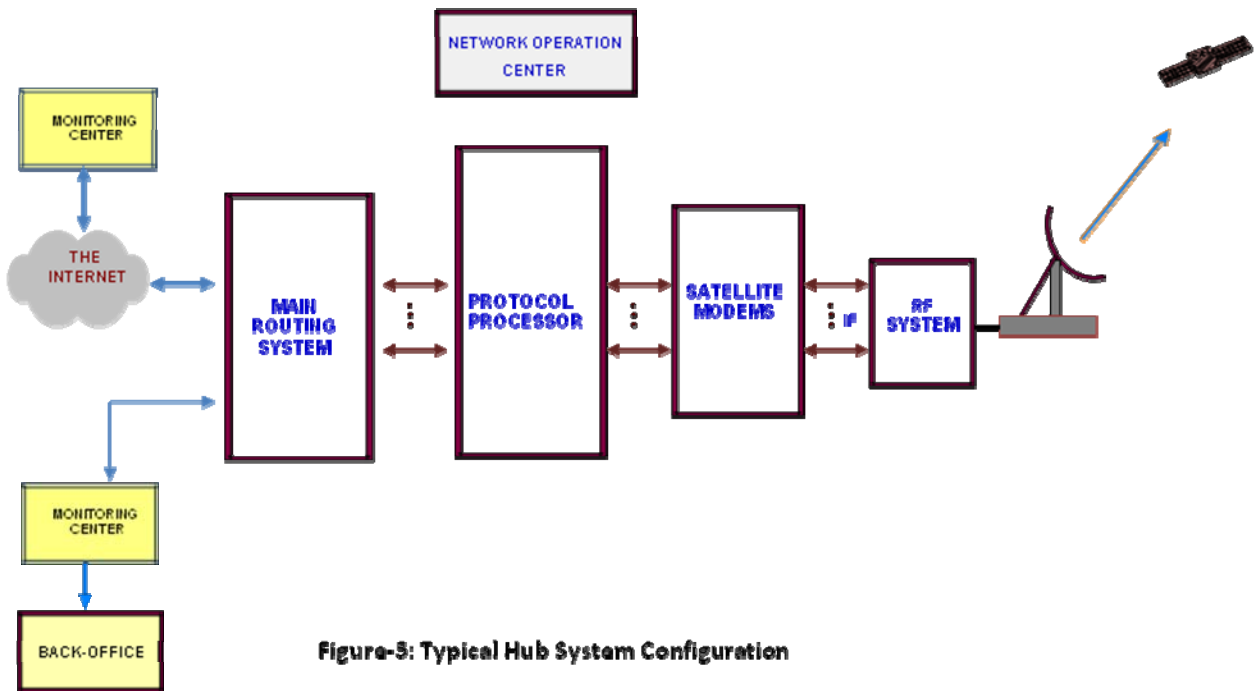 NETWORK OPERATION
CENTER
MONITORING
CENTER
THE
INTERNET
MAIN
ROUTING
SYSTEM
PROTOCOL
PROCESSOR
SATELLITE
MODEMS
IF
RF
SYSTEM
MONITORING
CENTER
BACK-OFFICE
Figure-3: Typical Hub System Configuration